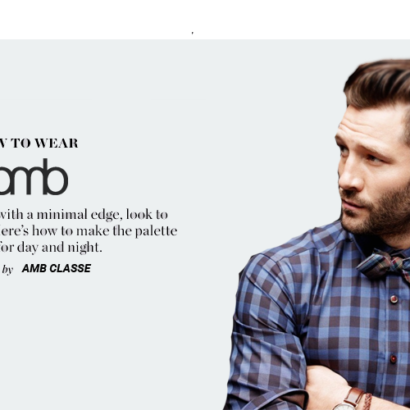 TO WEAR
amb
with a minimal edge, look to
ere's how to make the palette
for day and night.
by AMB CLASSE